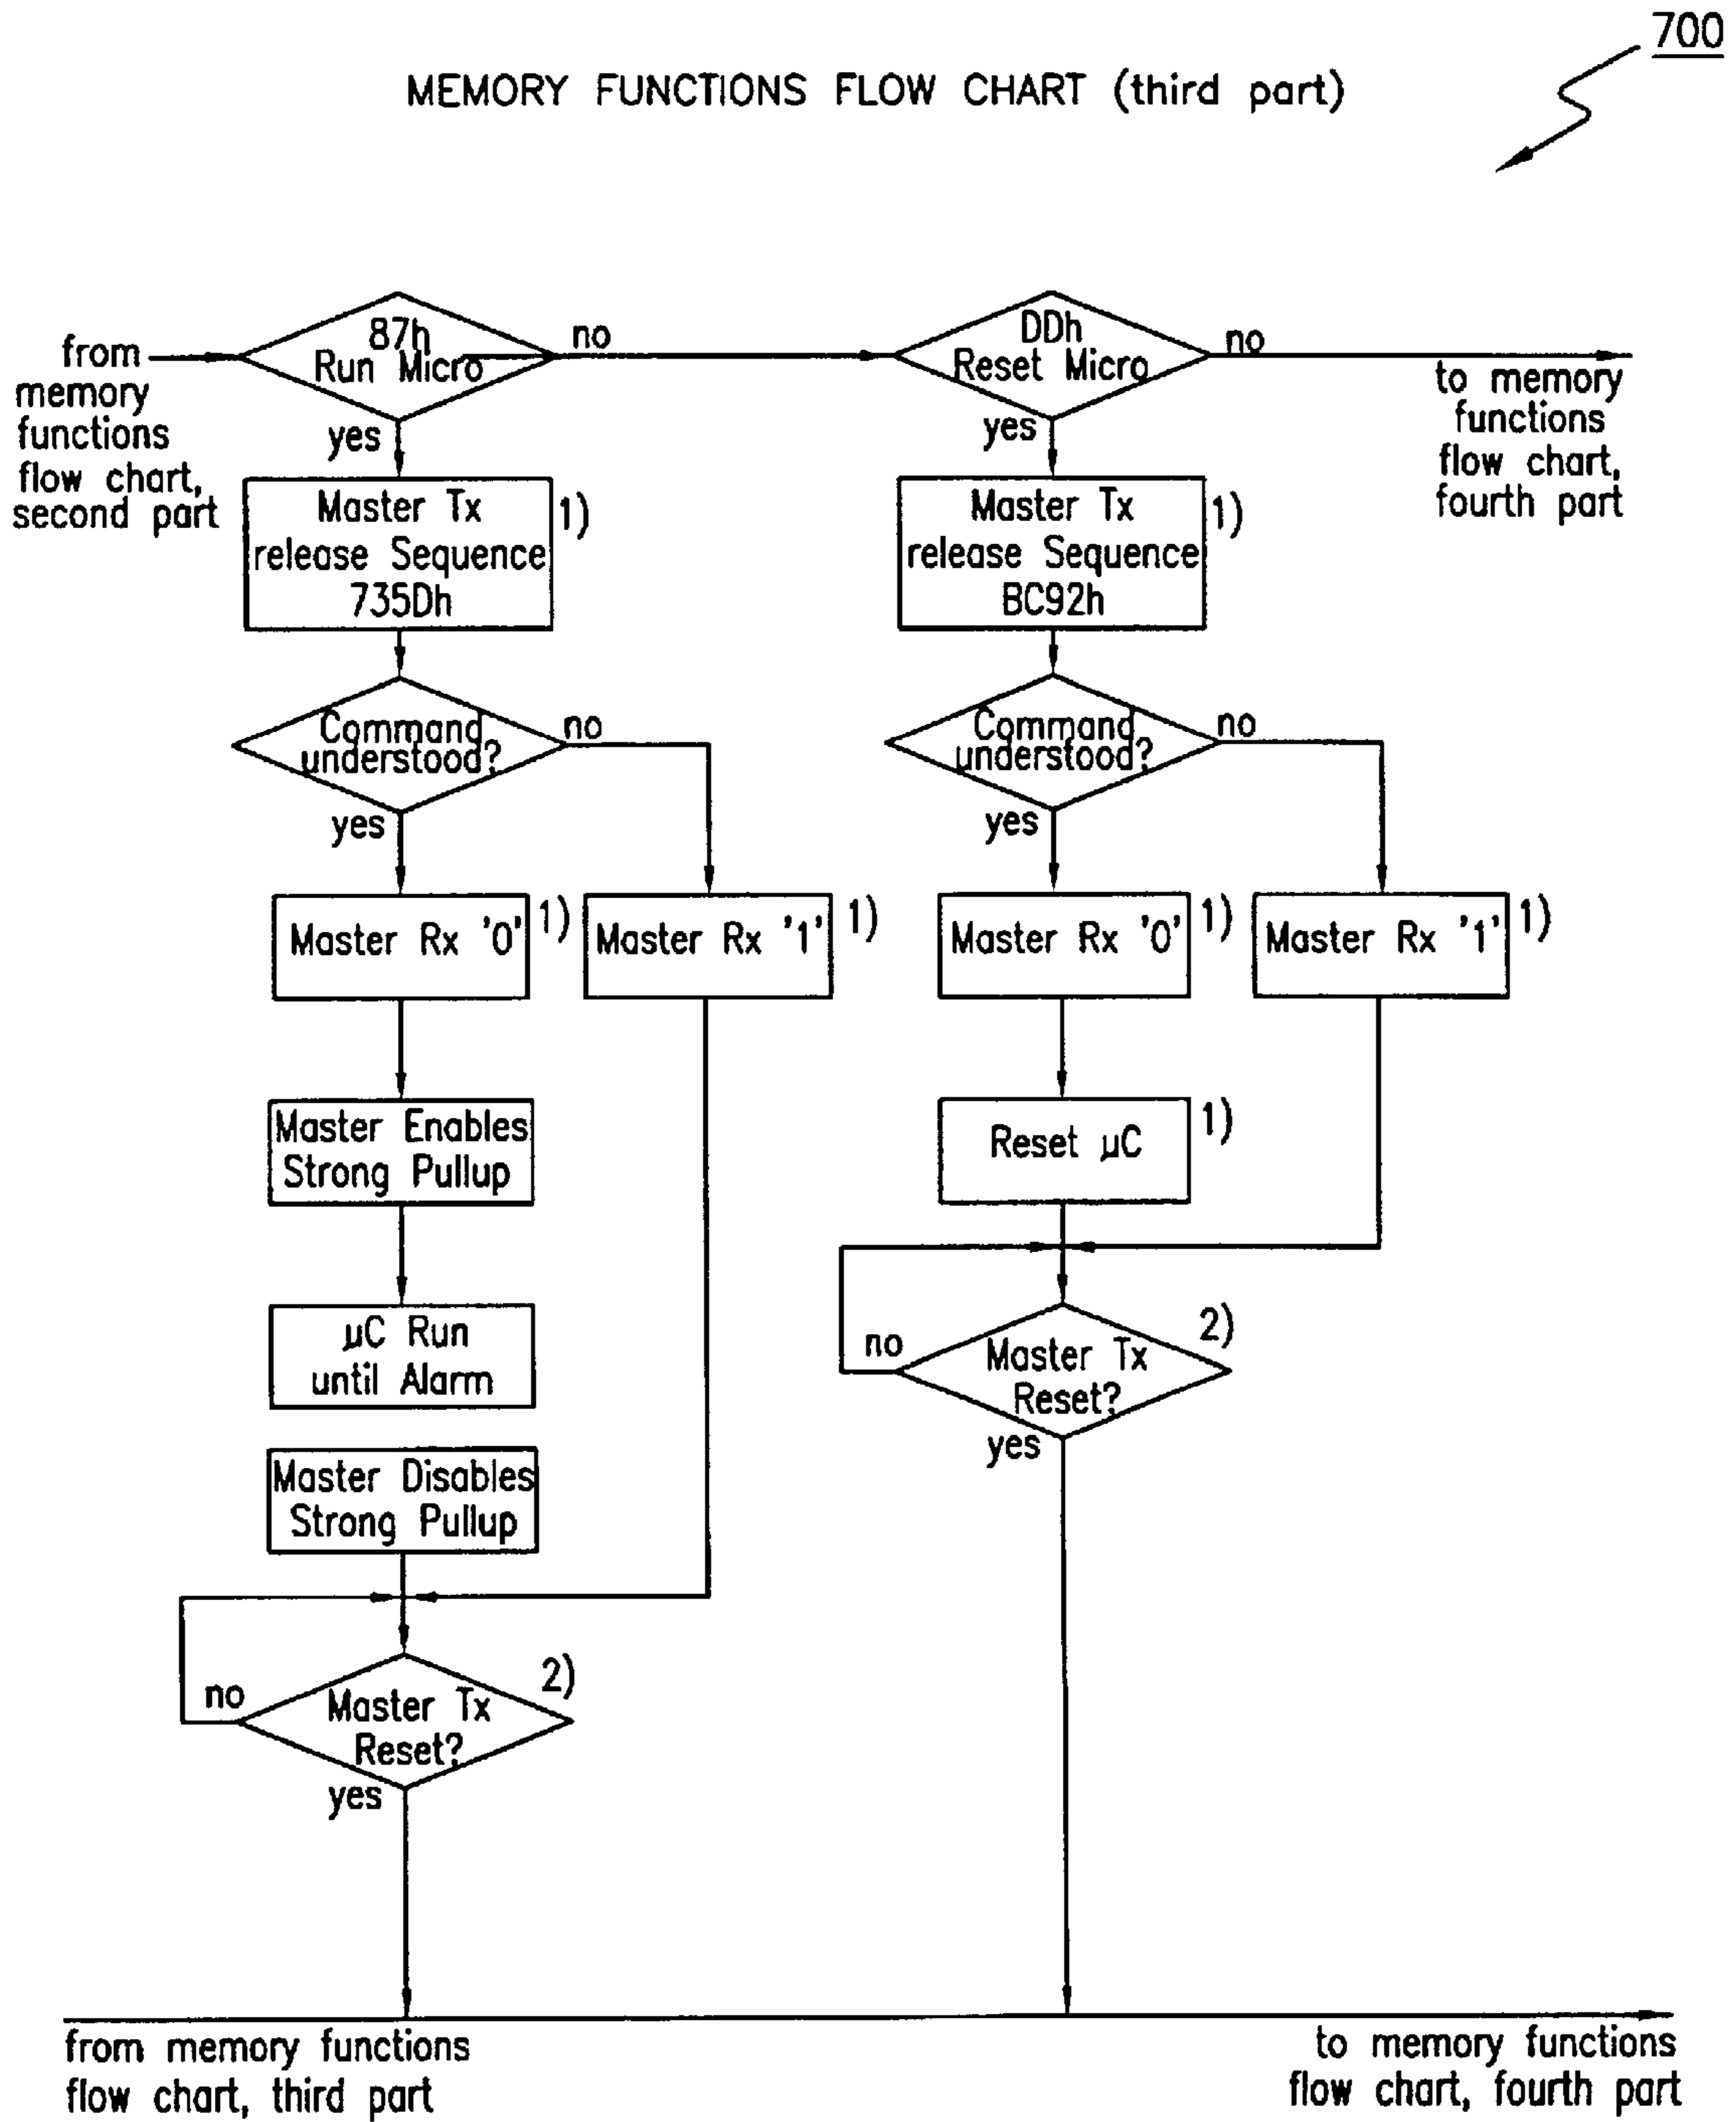 700
MEMORY FUNCTIONS FLOW CHART (third part)
from
memory
functions
flow chart,
second part
87h
Run Micro
no
yes
Master Tx
release Sequence
735Dh
1)
Command
understood?
no
yes
Master Rx '0'
1)
Master Rx '1'
1)
Master Enables
Strong Pullup
µC Run
until Alarm
Master Disables
Strong Pullup
no
Master Tx
Reset?
2)
yes
DDh
Reset Micro
no
yes
to memory
functions
flow chart,
fourth part
Master Tx
release Sequence
BC92h
1)
Command
understood?
no
yes
Master Rx '0'
1)
Master Rx '1'
1)
Reset µC
1)
no
Master Tx
Reset?
2)
yes
from memory functions
flow chart, third part
to memory functions
flow chart, fourth part